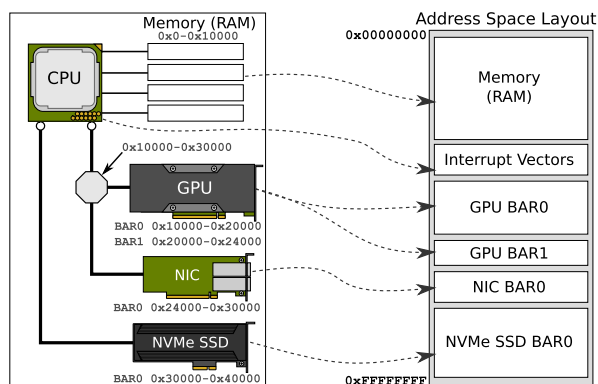 Memory (RAM)
0x0-0x10000
CPU
0x10000-0x30000
GPU
BAR0 0x10000-0x20000
BAR1 0x20000-0x24000
NIC
BAR0 0x24000-0x30000
NVMe SSD
BAR0 0x30000-0x40000
Address Space Layout
0x00000000
Memory
(RAM)
Interrupt Vectors
GPU BAR0
GPU BAR1
NIC BAR0
NVMe SSD BAR0
0xFFFFFFFF